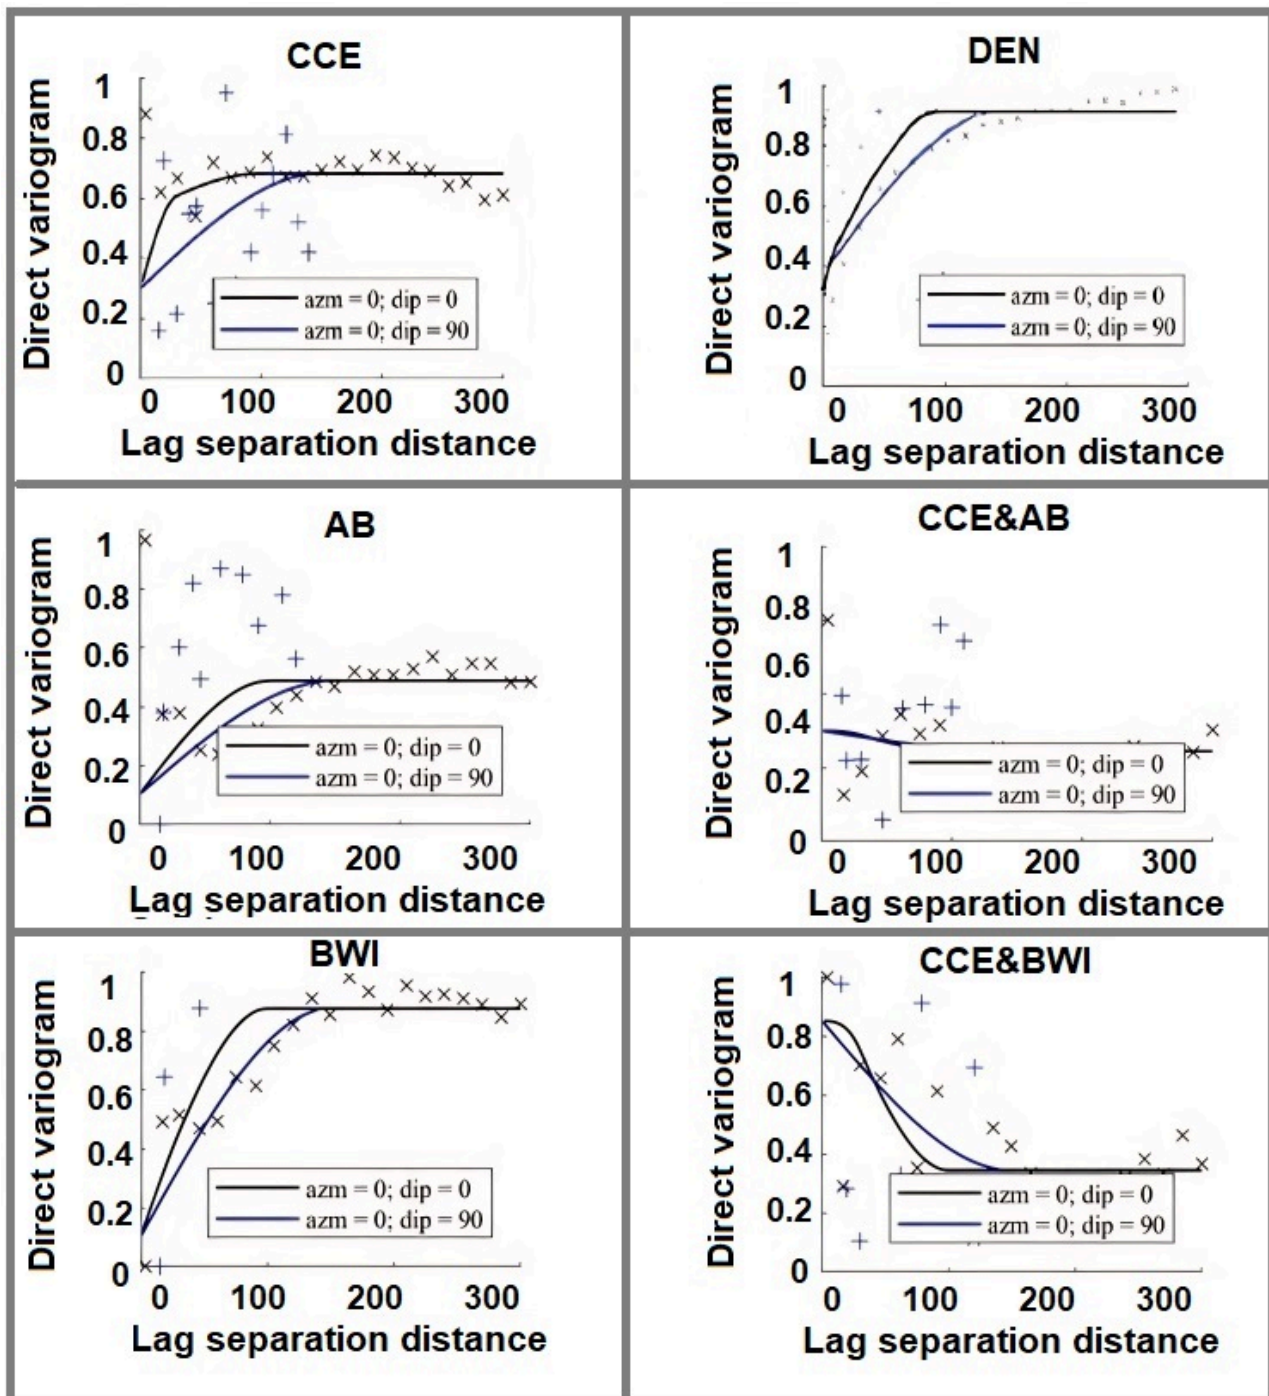 CCE
Direct variogram
1
0.8
0.6
0.4
0.2
0
azm = 0; dip = 0
azm = 0; dip = 90
0 100 200 300
Lag separation distance
DEN
Direct variogram
1
0.8
0.6
0.4
0.2
0
azm = 0; dip = 0
azm = 0; dip = 90
0 100 200 300
Lag separation distance
AB
Direct variogram
1
0.8
0.6
0.4
0.2
0
azm = 0; dip = 0
azm = 0; dip = 90
0 100 200 300
Lag separation distance
CCE&AB
Direct variogram
1
0.8
0.6
0.4
0.2
0
azm = 0; dip = 0
azm = 0; dip = 90
0 100 200 300
Lag separation distance
BWI
Direct variogram
1
0.8
0.6
0.4
0.2
0
azm = 0; dip = 0
azm = 0; dip = 90
0 100 200 300
Lag separation distance
CCE&BWI
Direct variogram
1
0.8
0.6
0.4
0.2
0
azm = 0; dip = 0
azm = 0; dip = 90
0 100 200 300
Lag separation distance